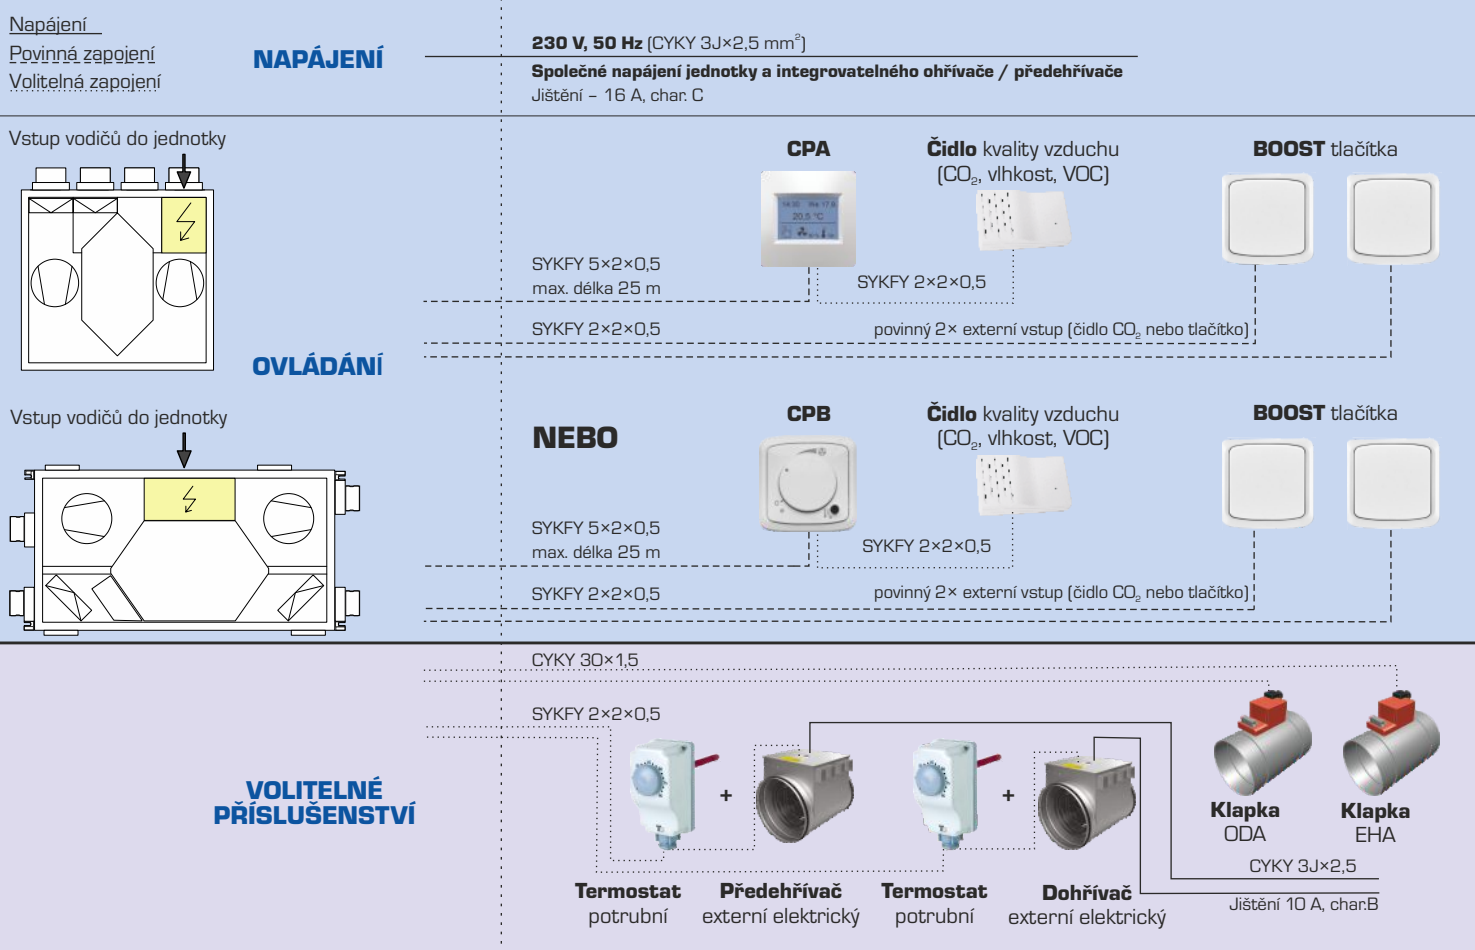 Napájení
Povinná zapojení
Volitelná zapojení
NAPÁJENÍ
230 V, 50 Hz (CYKY 3J×2,5 mm²)
Společné napájení jednotky a integrovatelného ohřívače / předehřívače
Jištění – 16 A, char. C
Vstup vodičů do jednotky
OVLÁDÁNÍ
CPA
Čidlo kvality vzduchu
(CO₂, vlhkost, VOC)
BOOST tlačítka
20,5 °C
SYKFY 5×2×0,5
max. délka 25 m
SYKFY 2×2×0,5
SYKFY 2×2×0,5
povinný 2× externí vstup (čidlo CO₂ nebo tlačítko)
Vstup vodičů do jednotky
NEBO
CPB
Čidlo kvality vzduchu
(CO₂, vlhkost, VOC)
BOOST tlačítka
SYKFY 5×2×0,5
max. délka 25 m
SYKFY 2×2×0,5
SYKFY 2×2×0,5
povinný 2× externí vstup (čidlo CO₂ nebo tlačítko)
VOLITELNÉ
PŘÍSLUŠENSTVÍ
CYKY 3O×1,5
SYKFY 2×2×0,5
+
+
Klapka
ODA
Klapka
EHA
CYKY 3J×2,5
Jištění 10 A, char.B
Termostat
potrubní
Předehřívač
externí elektrický
Termostat
potrubní
Dohřívač
externí elektrický